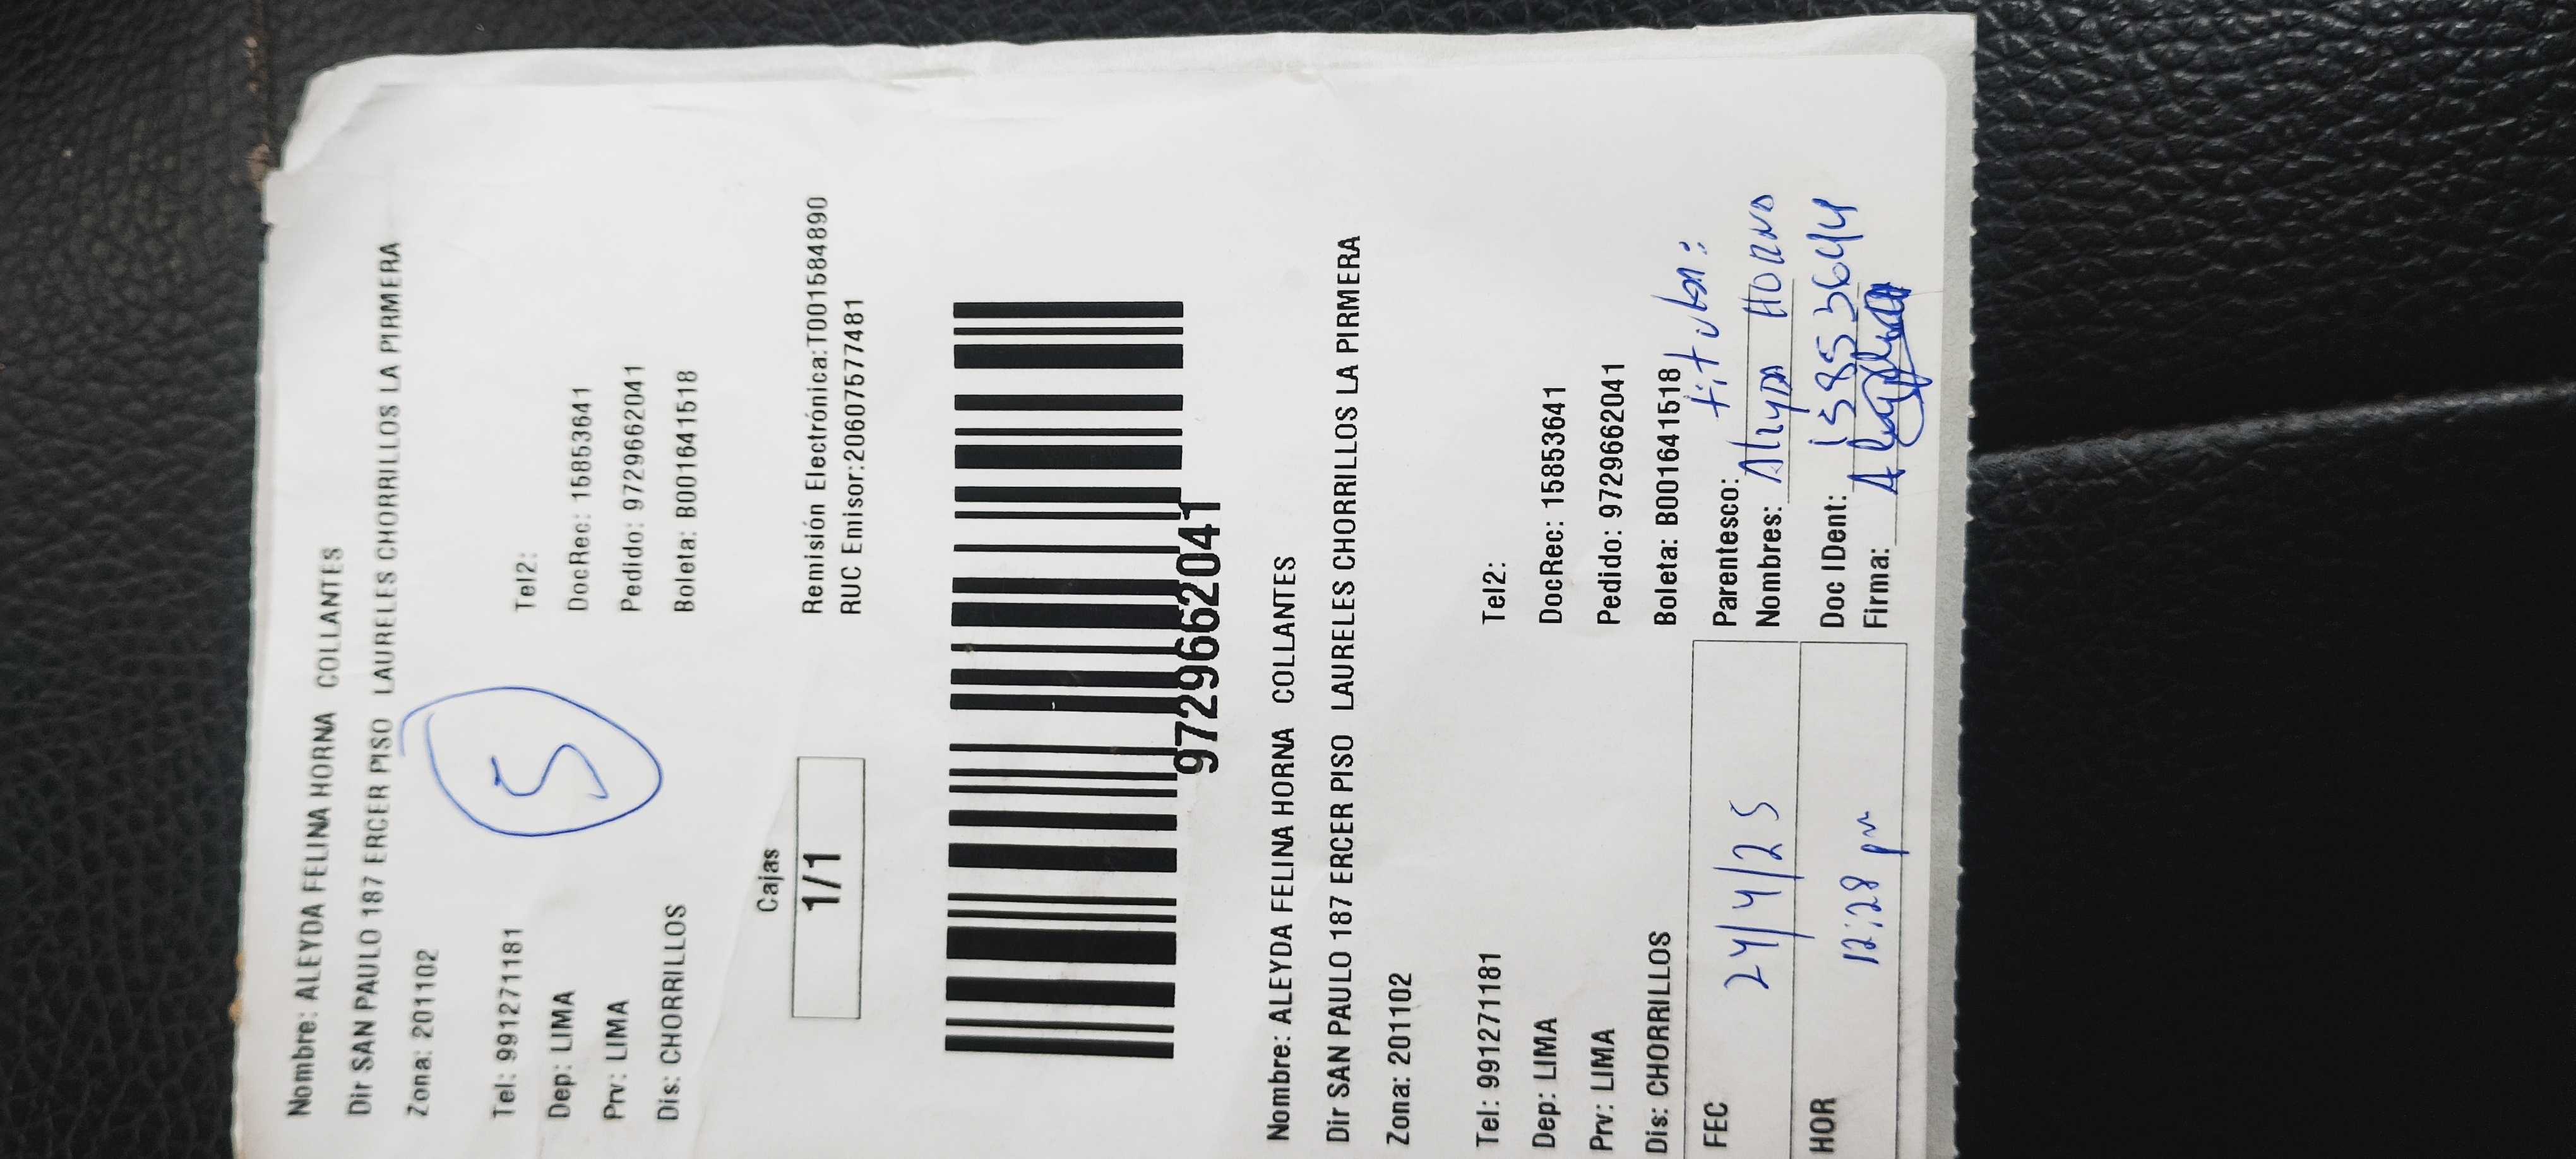 Nombre: ALEYDA FELINA HORNA COLLANTES
Dir SAN PAULO 187 ERCER PISO LAURELES CHORRILLOS LA PIRMERA
Zona: 201102
5
Tel: 991271181 Tel2:
Dep: LIMA DocRec: 15853641
Prv: LIMA Pedido: 9729662041
Dis: CHORRILLOS Boleta: B001641518
Cajas
1/1
Remisión Electrónica:T001584890
RUC Emisor:20607577481
9729662041
Nombre: ALEYDA FELINA HORNA COLLANTES
Dir SAN PAULO 187 ERCER PISO LAURELES CHORRILLOS LA PIRMERA
Zona: 201102
Tel: 991271181 Tel2:
Dep: LIMA DocRec: 15853641
Prv: LIMA Pedido: 9729662041
Dis: CHORRILLOS Boleta: B001641518
FEC 24/4/25 Parentesco: titular:
Nombres: Aleyda HORNA
HOR 12:28 pm Doc IDent:
Firma: